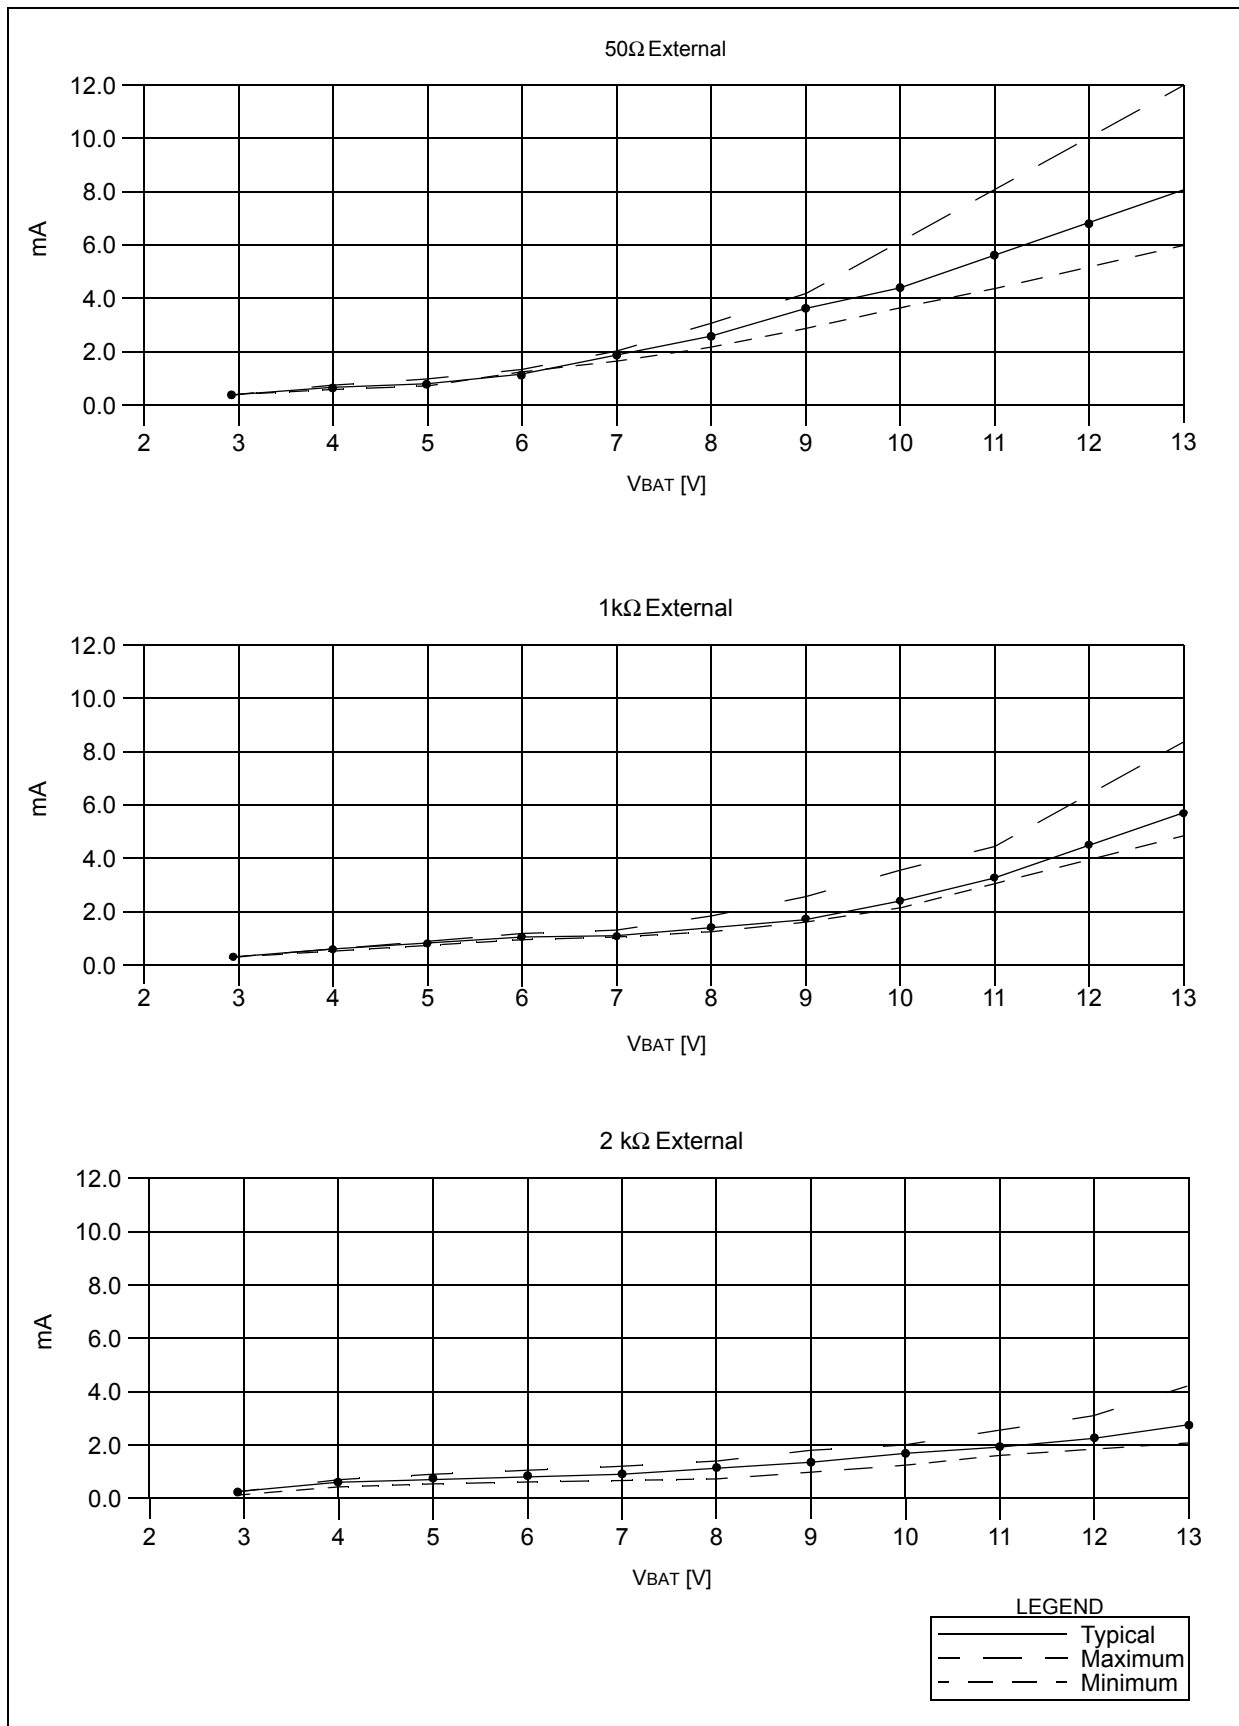 50Ω External
12.0
10.0
8.0
6.0
4.0
2.0
0.0
mA
2 3 4 5 6 7 8 9 10 11 12 13
VBAT [V]
1kΩ External
12.0
10.0
8.0
6.0
4.0
2.0
0.0
mA
2 3 4 5 6 7 8 9 10 11 12 13
VBAT [V]
2 kΩ External
12.0
10.0
8.0
6.0
4.0
2.0
0.0
mA
2 3 4 5 6 7 8 9 10 11 12 13
VBAT [V]
LEGEND
Typical
Maximum
Minimum